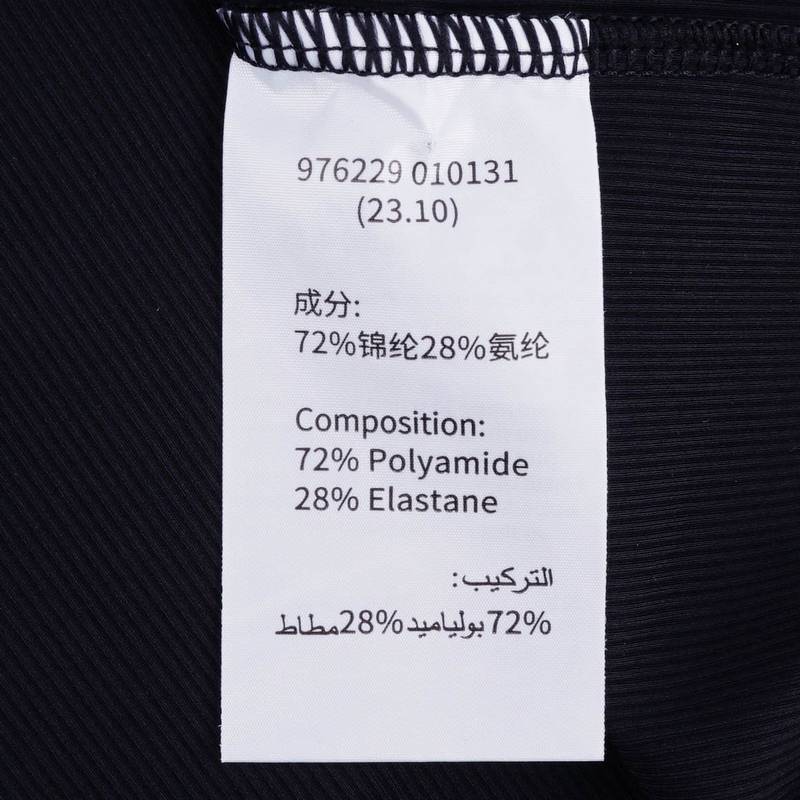 976229 010131
(23.10)
成分:
72%锦纶28%氨纶
Composition:
72% Polyamide
28% Elastane
التركيب:
72%بولياميد28%مطاط